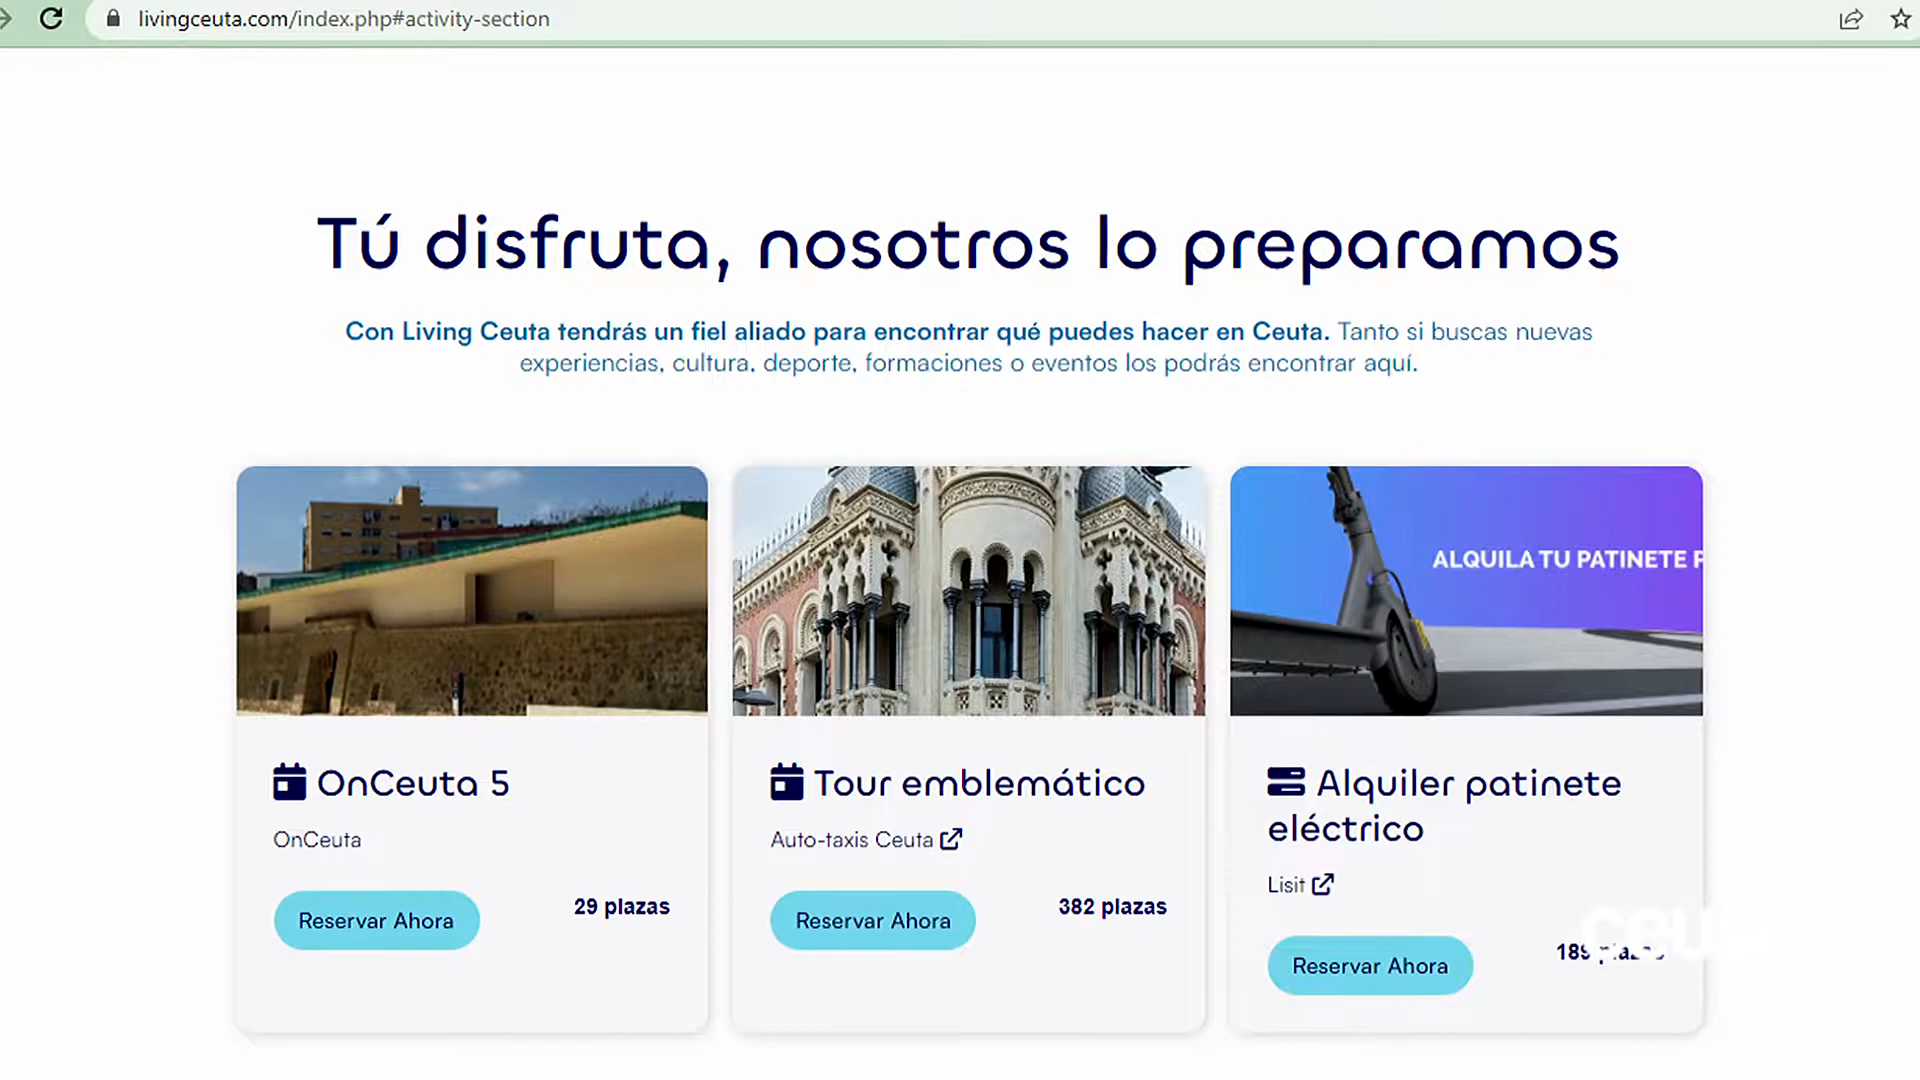 livingceuta.com/index.php#activity-section
Tú disfruta, nosotros lo preparamos
Con Living Ceuta tendrás un fiel aliado para encontrar qué puedes hacer en Ceuta. Tanto si buscas nuevas
experiencias, cultura, deporte, formaciones o eventos los podrás encontrar aquí.
ALQUILA TU PATINETE
OnCeuta 5
OnCeuta
Reservar Ahora
29 plazas
Tour emblemático
Auto-taxis Ceuta
Reservar Ahora
382 plazas
Alquiler patinete
eléctrico
Lisit
Reservar Ahora